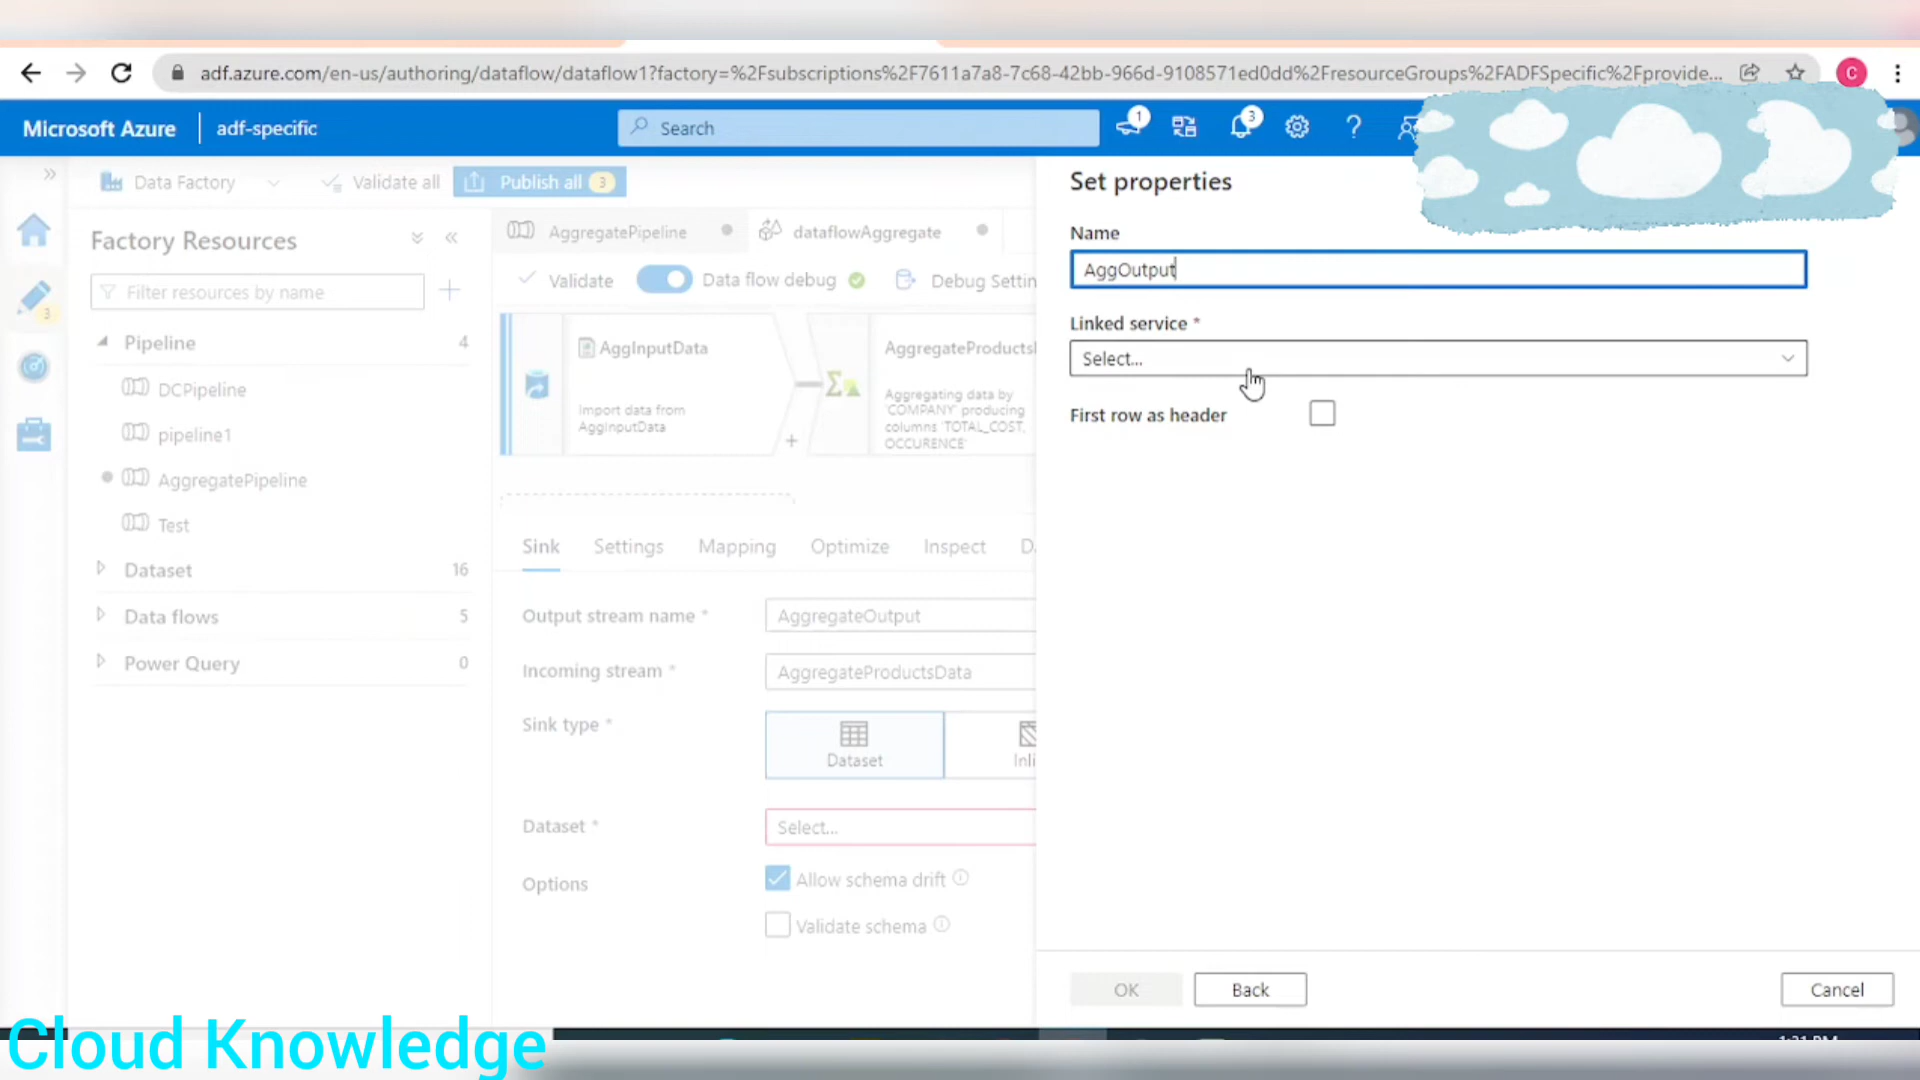 adf.azure.com/en-us/authoring/dataflow/dataflow1?factory=%2Fsubscriptions%2F7611a7a8-7c68-42bb-966d-9108571ed0dd%2FresourceGroups%2FADFSpecific%2Fprovide...
C
Microsoft Azure
adf-specific
Search
1
3
Data Factory
Validate all
Publish all
3
Set properties
Factory Resources
AggregatePipeline
dataflowAggregate
Name
AggOutput
Validate
Data flow debug
Debug Settin
Filter resources by name
3
Linked service *
Select...
Pipeline
4
AggInputData
Import data from
AggInputData
Aggregating data by
'COMPANY' producing
columns 'TOTAL_COST,
OCCURENCE'
First row as header
DCPipeline
pipeline1
AggregatePipeline
Test
Sink
Settings
Mapping
Optimize
Inspect
Dataset
16
Data flows
5
Power Query
0
Output stream name *
AggregateOutput
Incoming stream *
AggregateProductsData
Sink type *
Dataset
Inli
Dataset *
Select...
Options
Allow schema drift
Validate schema
OK
Back
Cancel
Cloud Knowledge